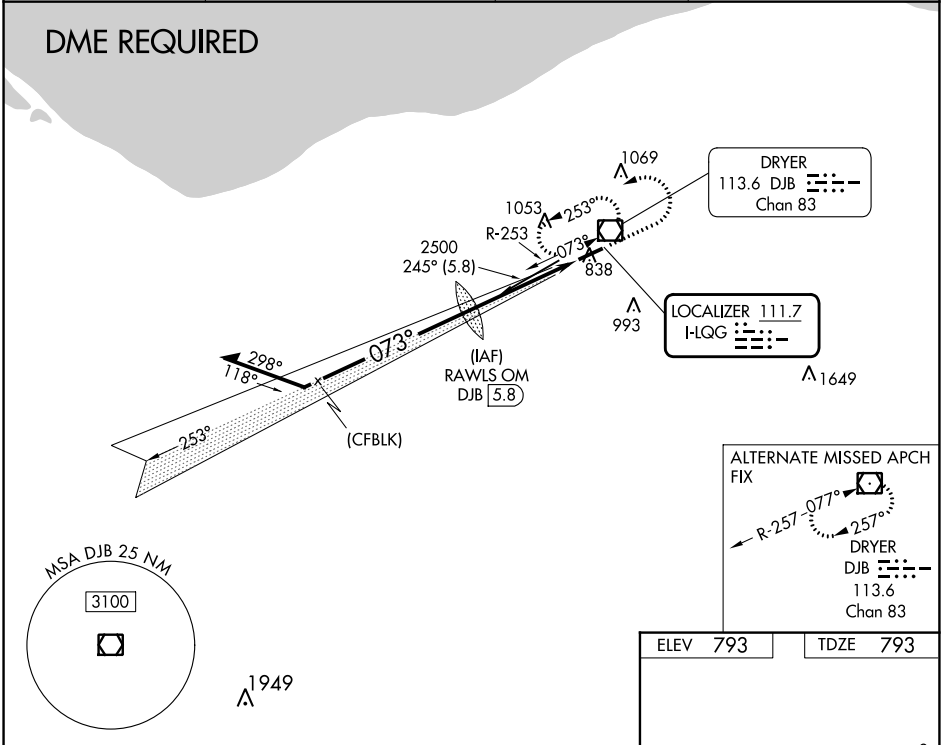 DME REQUIRED
1069
DRYER
113.6 DJB
Chan 83
1053
253°
R-253
073°
2500
245° (5.8)
838
993
LOCALIZER 111.7
I-LQG
1649
073°
(IAF)
RAWLS OM
DJB 5.8
298°
118°
(CFBLK)
253°
ALTERNATE MISSED APCH
FIX
R-257
077°
257°
DRYER
DJB
113.6
Chan 83
MSA DJB 25 NM
3100
1949
ELEV 793
TDZE 793